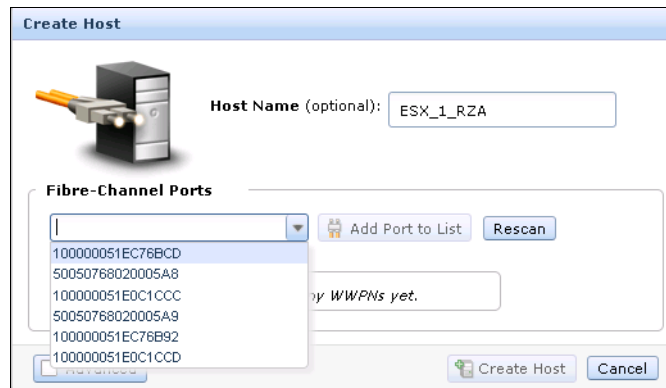 Create Host
Host Name (optional): ESX_1_RZA
Fibre-Channel Ports
Add Port to List Rescan
100000051EC76BCD
50050768020005A8
100000051E0C1CCC
50050768020005A9
WWPNs yet.
100000051EC76B92
100000051E0C1CCD
Create Host Cancel